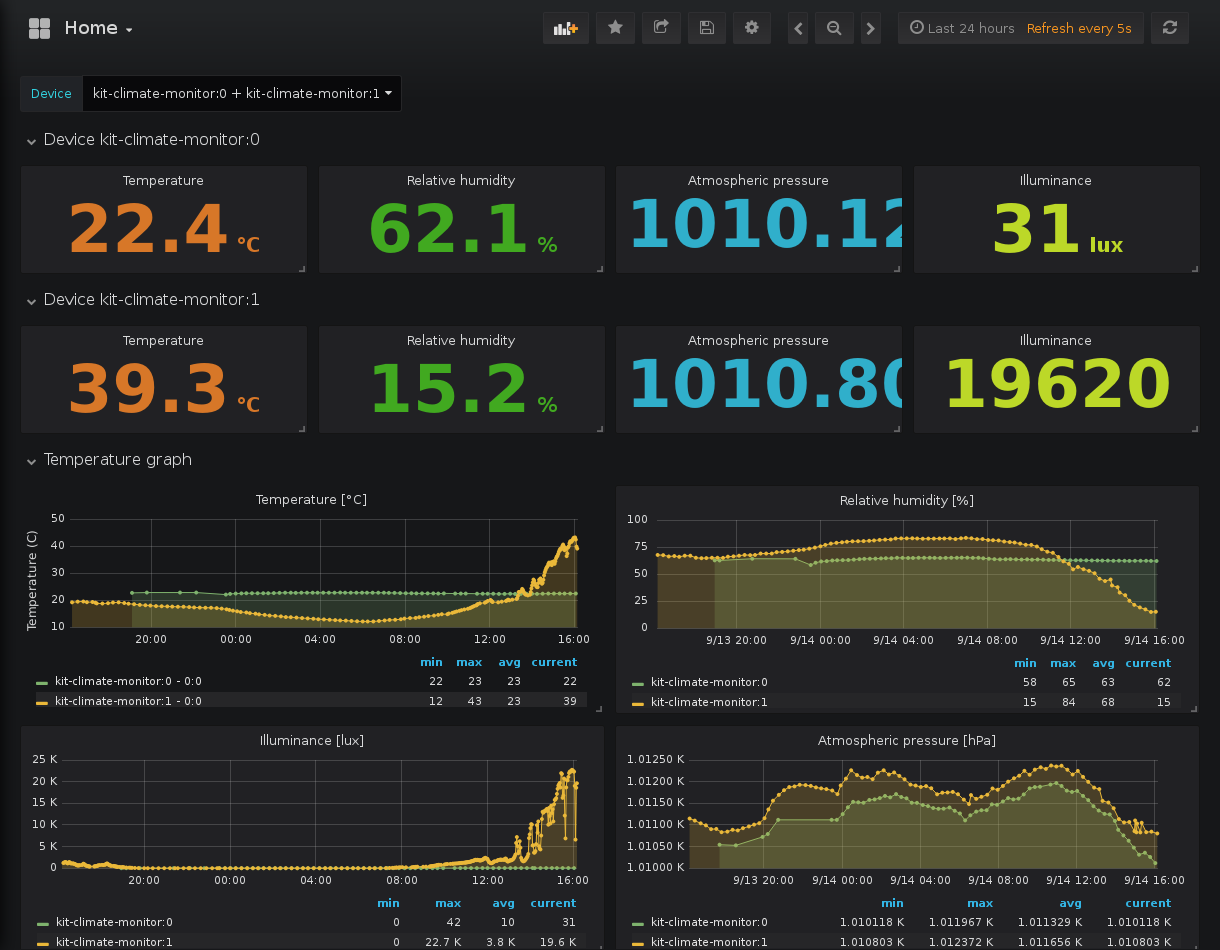 Home
Last 24 hours Refresh every 5s
Device kit-climate-monitor:0 + kit-climate-monitor:1
Device kit-climate-monitor:0
Temperature Relative humidity Atmospheric pressure Illuminance
22.4 °C 62.1 % 1010.12 31 lux
Device kit-climate-monitor:1
Temperature Relative humidity Atmospheric pressure Illuminance
39.3 °C 15.2 % 1010.80 19620
Temperature graph
Temperature [°C]
Temperature (C)
50
40
30
20
10
20:00 00:00 04:00 08:00 12:00 16:00
min max avg current
kit-climate-monitor:0 - 0:0 22 23 23 22
kit-climate-monitor:1 - 0:0 12 43 23 39
Relative humidity [%]
100
75
50
25
0
9/13 20:00 9/14 00:00 9/14 04:00 9/14 08:00 9/14 12:00 9/14 16:00
min max avg current
kit-climate-monitor:0 58 65 63 62
kit-climate-monitor:1 15 84 68 15
Illuminance [lux]
25 K
20 K
15 K
10 K
5 K
0
20:00 00:00 04:00 08:00 12:00 16:00
min max avg current
kit-climate-monitor:0 0 42 10 31
kit-climate-monitor:1 0 22.7 K 3.8 K 19.6 K
Atmospheric pressure [hPa]
1.01250 K
1.01200 K
1.01150 K
1.01100 K
1.01050 K
1.01000 K
9/13 20:00 9/14 00:00 9/14 04:00 9/14 08:00 9/14 12:00 9/14 16:00
min max avg current
kit-climate-monitor:0 1.010118 K 1.011967 K 1.011329 K 1.010118 K
kit-climate-monitor:1 1.010803 K 1.012372 K 1.011656 K 1.010803 K